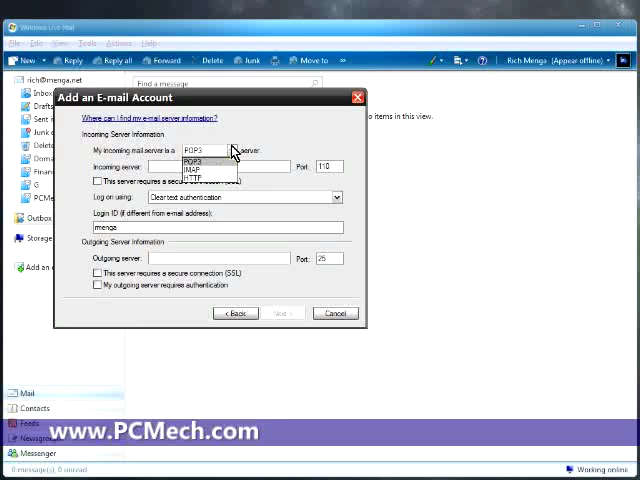 Windows Live Mail
File Edit View Tools Actions Help
New Reply Reply all Forward Delete Junk Move to » Rich Menga (Appear offline)
rich@menga.net
Find a message
Inbox
Drafts
Sent
Junk
Deleted
G
PCMe
Outbox
Storage
Add an e
There are no items in this view.
Add an E-mail Account
Where can I find my e-mail server information?
Incoming Server Information
My incoming mail server is a POP3 server.
POP3
IMAP
HTTP
Incoming server: Port: 110
This server requires a secure connection (SSL)
Log on using: Clear text authentication
Login ID (if different from e-mail address):
menga
Outgoing Server Information
Outgoing server: Port: 25
This server requires a secure connection (SSL)
My outgoing server requires authentication
< Back Next > Cancel
Mail
Contacts
Feeds
Newsgroups
www.PCMech.com
Messenger
0 message(s), 0 unread
Working online